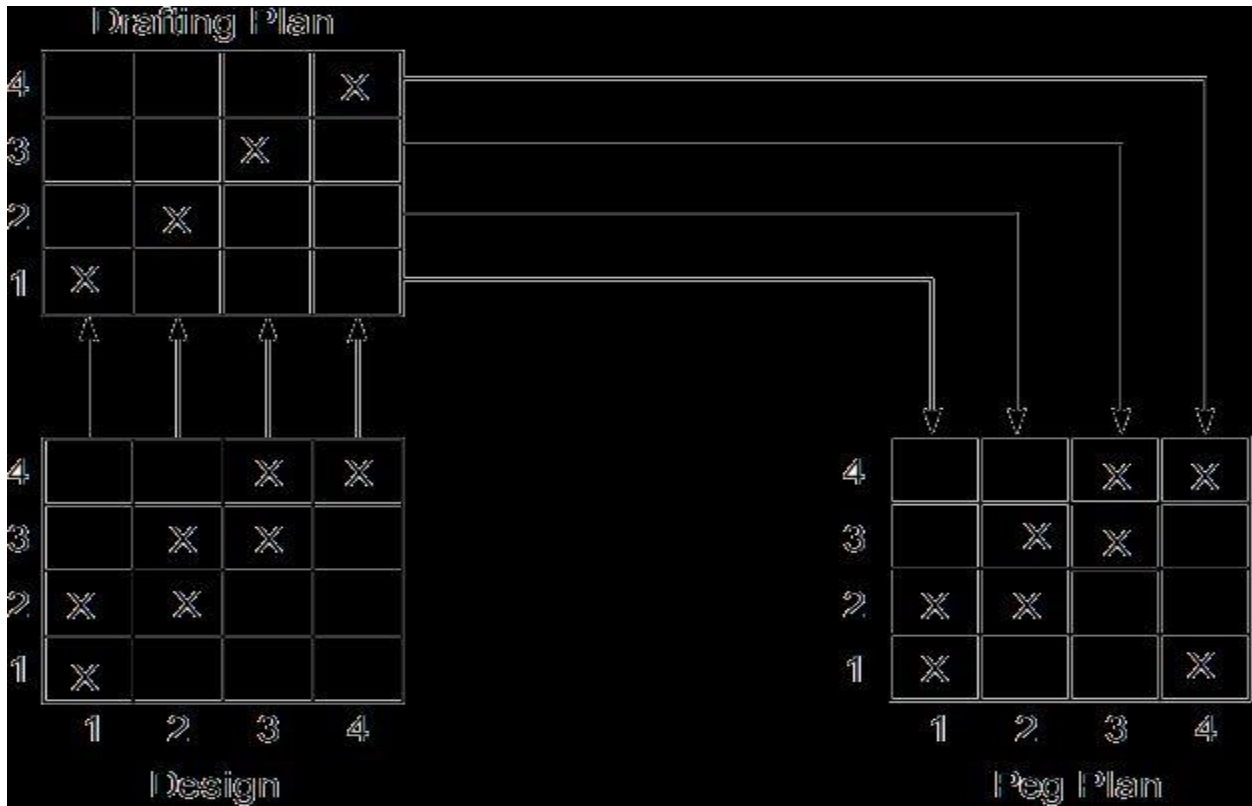 Drafting Plan
4 X
3 X
2 X
1 X
4 X X
3 X X
2 X X
1 X
1 2 3 4
Design
4 X X
3 X X
2 X X
1 X X
1 2 3 4
Peg Plan